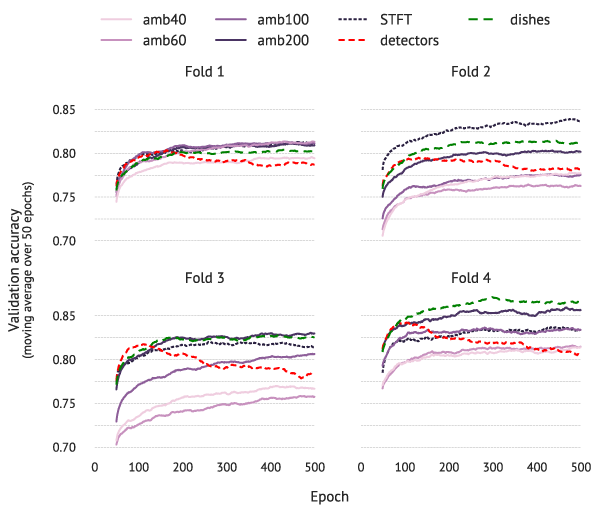 amb40 amb100 STFT dishes
amb60 amb200 detectors
Fold 1 Fold 2
0.85
0.80
0.75
0.70
Fold 3 Fold 4
0.85
0.80
0.75
0.70
0 100 200 300 400 500 0 100 200 300 400 500
Epoch
Validation accuracy
(moving average over 50 epochs)